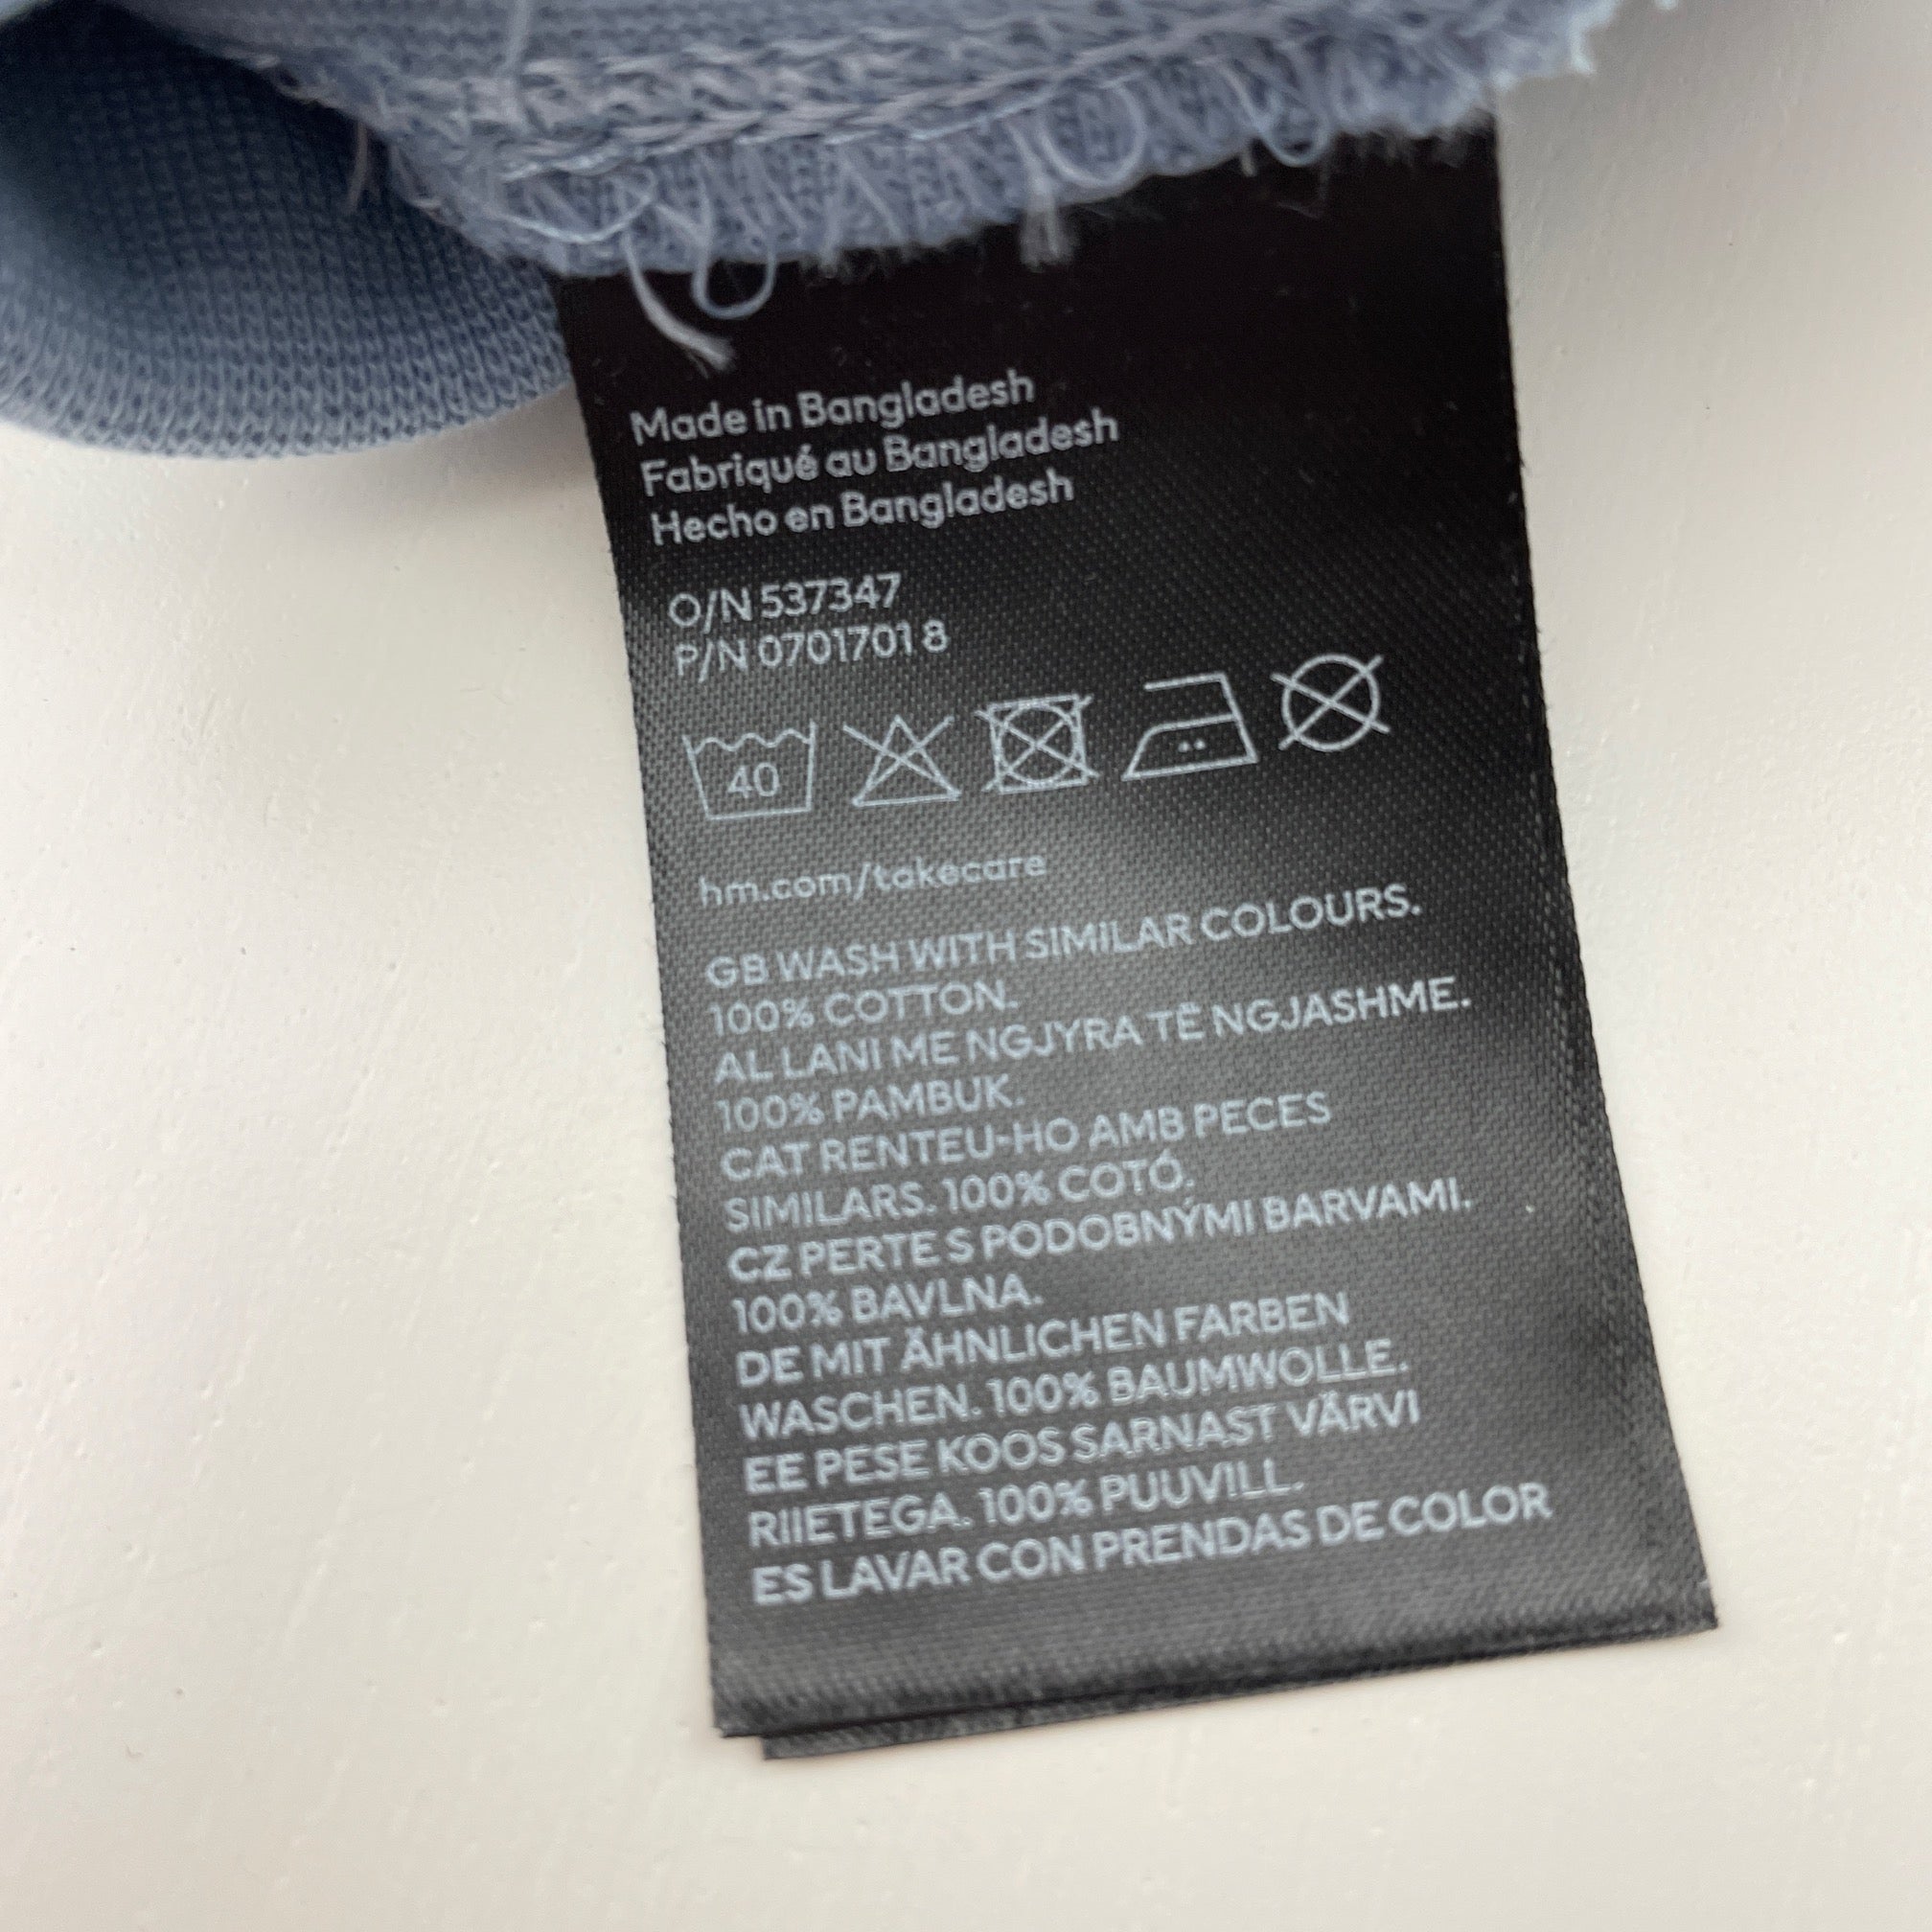 Made in Bangladesh
Fabriqué au Bangladesh
Hecho en Bangladesh
O/N 537347
P/N 0701701 8
40
hm.com/takecare
GB WASH WITH SIMILAR COLOURS.
100% COTTON.
AL LANI ME NGJYRA TË NGJASHME.
100% PAMBUK.
CAT RENTEU-HO AMB PECES
SIMILARS. 100% COTÓ.
CZ PERTE S PODOBNÝMI BARVAMI.
100% BAVLNA.
DE MIT ÄHNLICHEN FARBEN
WASCHEN. 100% BAUMWOLLE.
EE PESE KOOS SARNAST VÄRVI
RIIETEGA. 100% PUUVILL.
ES LAVAR CON PRENDAS DE COLOR